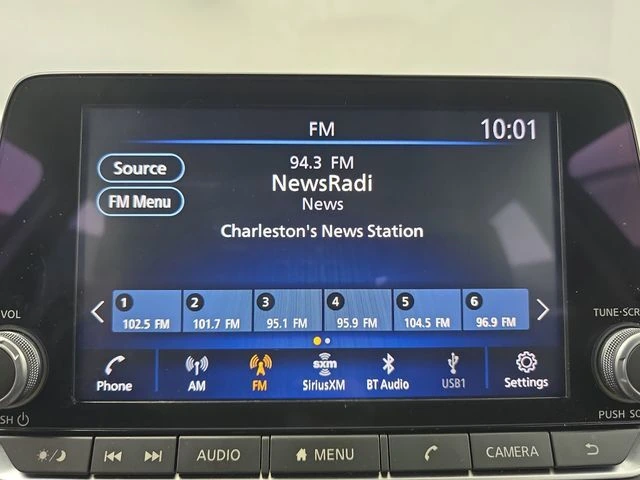 FM
10:01
Source
94.3 FM
FM Menu
NewsRadi
News
Charleston's News Station
1 2 3 4 5 6
102.5 FM 101.7 FM 95.1 FM 95.9 FM 104.5 FM 96.9 FM
VOL
TUNE·SCR
Phone AM FM sxm SiriusXM BT Audio USB1 Settings
SH
PUSH SO
AUDIO MENU CAMERA